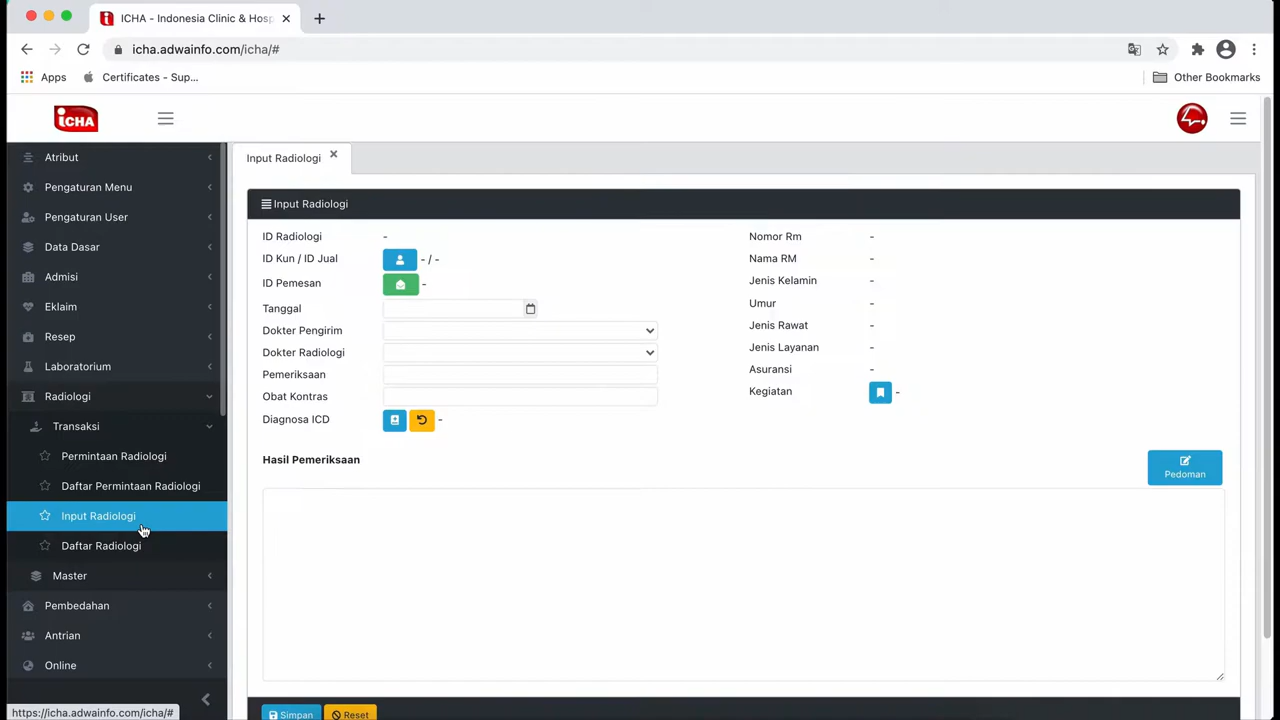 ICHA - Indonesia Clinic & Hosp
icha.adwainfo.com/icha/#
Apps
Certificates - Sup...
Other Bookmarks
iCHA
Atribut
Pengaturan Menu
Pengaturan User
Data Dasar
Admisi
Eklaim
Resep
Laboratorium
Radiologi
Transaksi
Permintaan Radiologi
Daftar Permintaan Radiologi
Input Radiologi
Daftar Radiologi
Master
Pembedahan
Antrian
Online
https://icha.adwainfo.com/icha/#
Input Radiologi
Input Radiologi
ID Radiologi -
ID Kun / ID Jual - / -
ID Pemesan -
Tanggal
Dokter Pengirim
Dokter Radiologi
Pemeriksaan
Obat Kontras
Diagnosa ICD -
Nomor Rm -
Nama RM -
Jenis Kelamin -
Umur -
Jenis Rawat -
Jenis Layanan -
Asuransi -
Kegiatan -
Hasil Pemeriksaan
Pedoman
Simpan
Reset